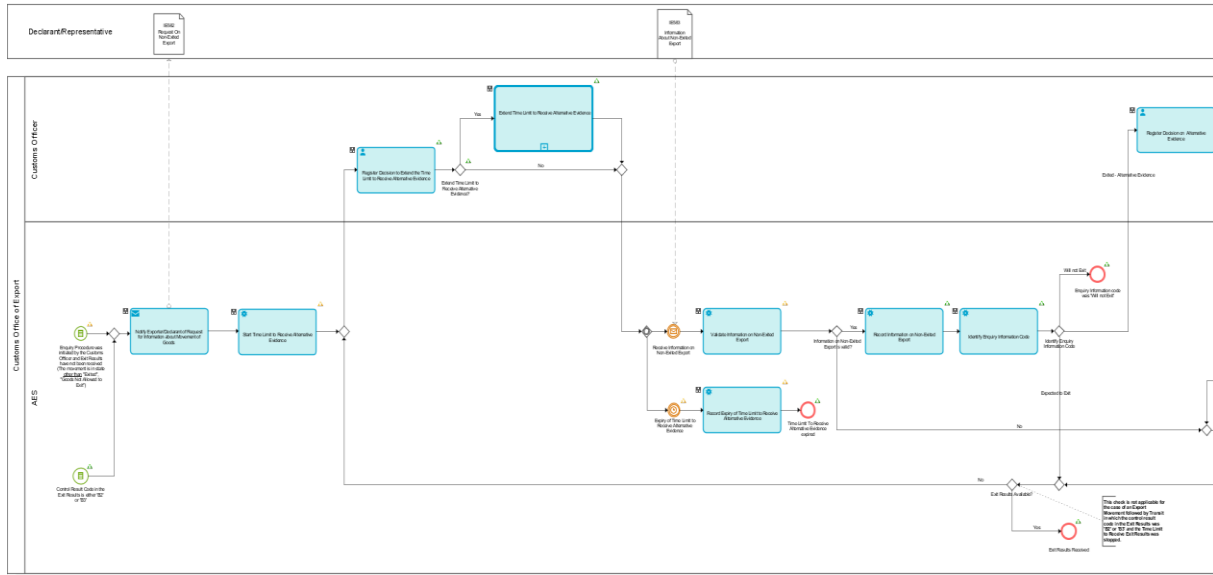 Declarant/Representative
Request On
Non-Exited
Export
Information
About Non-Exited
Export
Customs Office of Export
Customs Officer
AES
Extend Time Limit to Receive Alternative Evidence
Yes
No
Register Decision to Extend the Time
Limit to Receive Alternative Evidence
Extend Time Limit to
Receive Alternative
Evidence?
Register Decision on Alternative
Evidence
Exited - Alternative Evidence
Enquiry Procedure was
initiated by the Customs
Officer and Exit Results
have not been received
(The movement is in state
other than "Exited",
"Goods Not Allowed to
Exit")
Notify Exporter/Declarant of Request
for Information about Movement of
Goods
Start Time Limit to Receive Alternative
Evidence
Receive Information on
Non-Exited Export
Validate Information on Non-Exited
Export
Information on Non-Exited
Export is valid?
Yes
Record Information on Non-Exited
Export
Identify Enquiry Information Code
Identify Enquiry
Information Code
Will not Exit
Enquiry Information code
was "Will not Exit"
Expiry of Time Limit to
Receive Alternative
Evidence
Record Expiry of Time Limit to Receive
Alternative Evidence
Time Limit To Receive
Alternative Evidence
expired
Expected to Exit
No
Control Result Code in the
Exit Results is either 'B2'
or 'B3'
No
Exit Results Available?
Yes
Exit Results Received
This check is not applicable for
the case of an Export
Movement followed by Transit
in which the control result
code in the Exit Results was
'B2' or 'B3' and the Time Limit
to Receive Exit Results was
stopped.